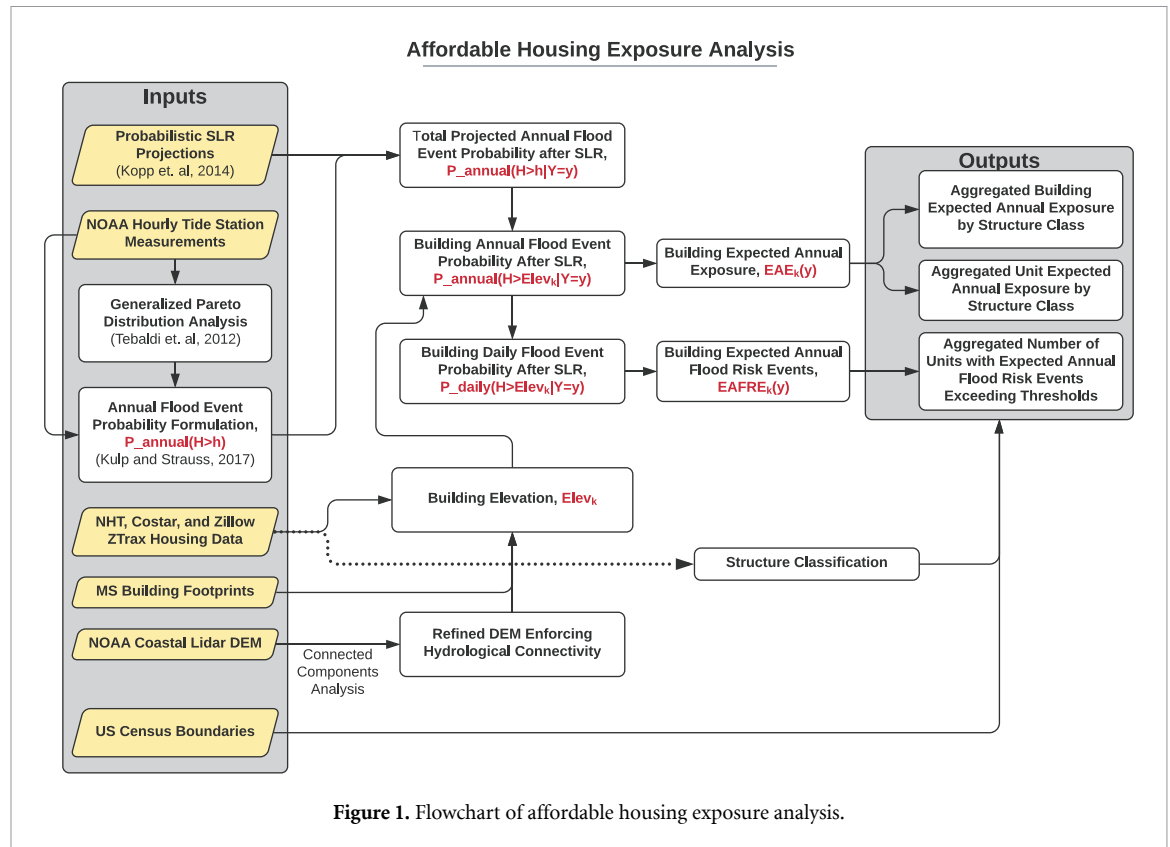 Affordable Housing Exposure Analysis
Inputs
Probabilistic SLR
Projections
(Kopp et. al, 2014)
NOAA Hourly Tide Station
Measurements
Generalized Pareto
Distribution Analysis
(Tebaldi et. al, 2012)
Annual Flood Event
Probability Formulation,
P_annual(H>h)
(Kulp and Strauss, 2017)
NHT, Costar, and Zillow
ZTrax Housing Data
MS Building Footprints
NOAA Coastal Lidar DEM
US Census Boundaries
Connected
Components
Analysis
Total Projected Annual Flood
Event Probability after SLR,
P_annual(H>h|Y=y)
Building Annual Flood Event
Probability After SLR,
P_annual(H>Elevₖ|Y=y)
Building Daily Flood Event
Probability After SLR,
P_daily(H>Elevₖ|Y=y)
Building Elevation, Elevₖ
Refined DEM Enforcing
Hydrological Connectivity
Building Expected Annual
Exposure, EAEₖ(y)
Building Expected Annual
Flood Risk Events,
EAFREₖ(y)
Structure Classification
Outputs
Aggregated Building
Expected Annual Exposure
by Structure Class
Aggregated Unit Expected
Annual Exposure by
Structure Class
Aggregated Number of
Units with Expected Annual
Flood Risk Events
Exceeding Thresholds
Figure 1. Flowchart of affordable housing exposure analysis.